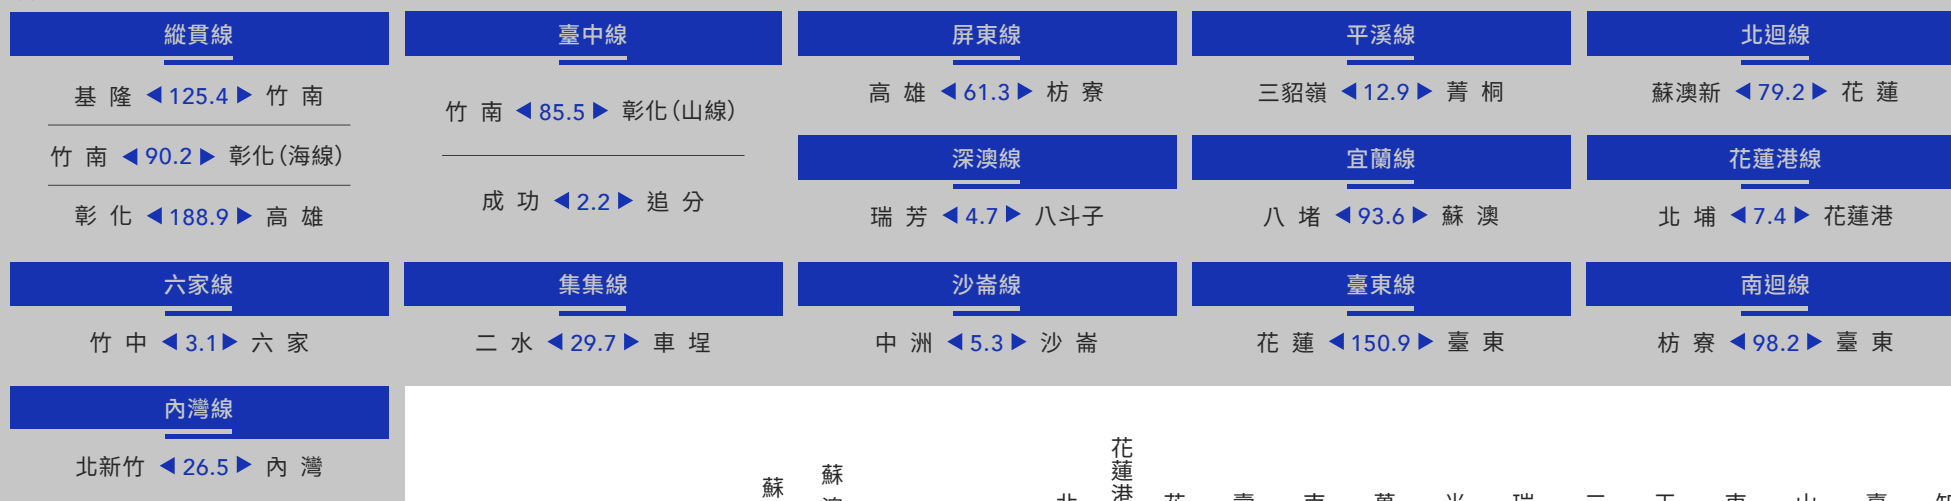 縱貫線
基隆 ◀125.4▶ 竹南
竹南 ◀90.2▶ 彰化(海線)
彰化 ◀188.9▶ 高雄
臺中線
竹南 ◀85.5▶ 彰化(山線)
成功 ◀2.2▶ 追分
屏東線
高雄 ◀61.3▶ 枋寮
平溪線
三貂嶺 ◀12.9▶ 菁桐
北迴線
蘇澳新 ◀79.2▶ 花蓮
深澳線
瑞芳 ◀4.7▶ 八斗子
宜蘭線
八堵 ◀93.6▶ 蘇澳
花蓮港線
北埔 ◀7.4▶ 花蓮港
六家線
竹中 ◀3.1▶ 六家
集集線
二水 ◀29.7▶ 車埕
沙崙線
中洲 ◀5.3▶ 沙崙
臺東線
花蓮 ◀150.9▶ 臺東
南迴線
枋寮 ◀98.2▶ 臺東
內灣線
北新竹 ◀26.5▶ 內灣
蘇
蘇
花蓮港